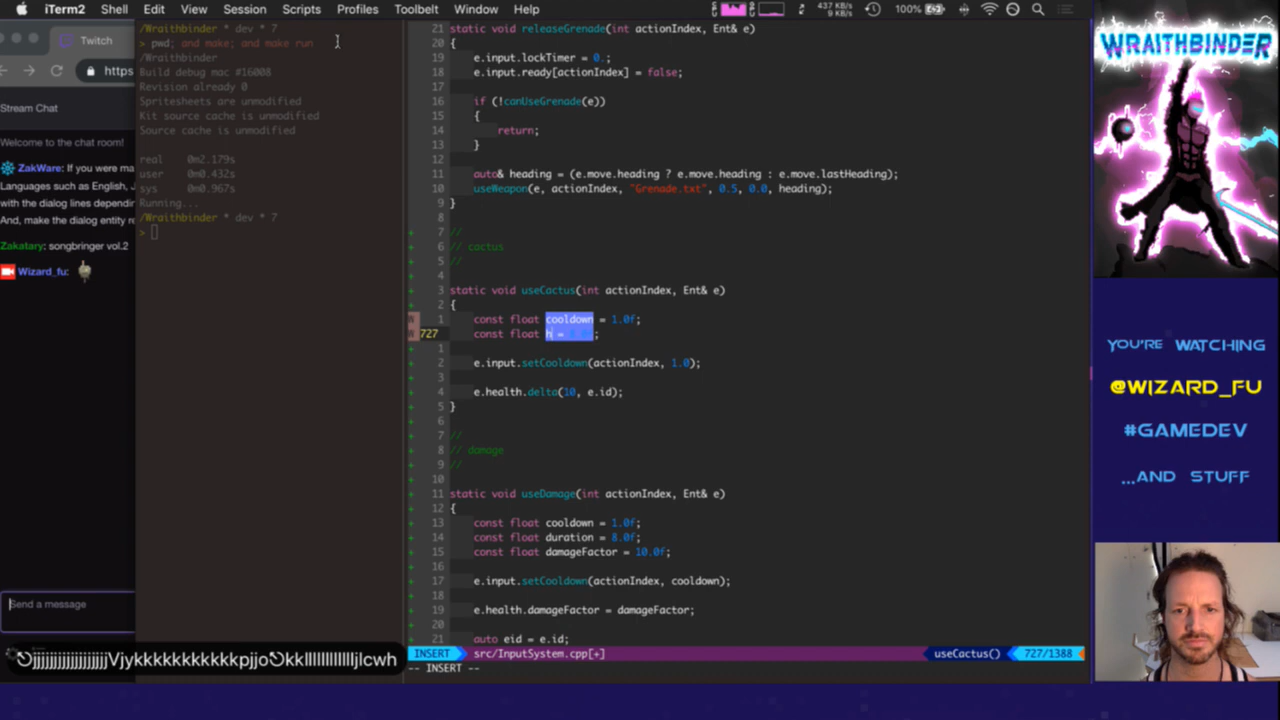 iTerm2 Shell Edit View Session Scripts Profiles Toolbelt Window Help
437 KB/s
9 KB/s
100%
Twitch
https
Stream Chat
Welcome to the chat room!
ZakWare: If you were ma
Languages such as English, J
with the dialog lines dependin
And, make the dialog entity re
Zakatary: songbringer vol.2
Wizard_fu:
Send a message
/Wraithbinder * dev * 7
> pwd; and make; and make run
/Wraithbinder
Build debug mac #16008
Revision already 0
Spritesheets are unmodified
Kit source cache is unmodified
Source cache is unmodified
real 0m2.179s
user 0m0.432s
sys 0m0.967s
Running...
/Wraithbinder * dev * 7
>
21 static void releaseGrenade(int actionIndex, Ent& e)
20 {
19 e.input.lockTimer = 0.;
18 e.input.ready[actionIndex] = false;
17
16 if (!canUseGrenade(e))
15 {
14 return;
13 }
12
11 auto& heading = (e.move.heading ? e.move.heading : e.move.lastHeading);
10 useWeapon(e, actionIndex, "Grenade.txt", 0.5, 0.0, heading);
9 }
8
+ 7 //
+ 6 // cactus
+ 5 //
+ 4
+ 3 static void useCactus(int actionIndex, Ent& e)
+ 2 {
1 const float cooldown = 1.0f;
727 const float h = ;
+ 1
+ 2 e.input.setCooldown(actionIndex, 1.0);
+ 3
+ 4 e.health.delta(10, e.id);
+ 5 }
+ 6
+ 7 //
+ 8 // damage
+ 9 //
+ 10
+ 11 static void useDamage(int actionIndex, Ent& e)
+ 12 {
+ 13 const float cooldown = 1.0f;
+ 14 const float duration = 8.0f;
+ 15 const float damageFactor = 10.0f;
+ 16
+ 17 e.input.setCooldown(actionIndex, cooldown);
+ 18
+ 19 e.health.damageFactor = damageFactor;
+ 20
+ 21 auto eid = e.id;
INSERT src/InputSystem.cpp[+] useCactus() 727/1388
-- INSERT --
WRAITHBINDER
YOU'RE WATCHING
@WIZARD_FU
#GAMEDEV
...AND STUFF